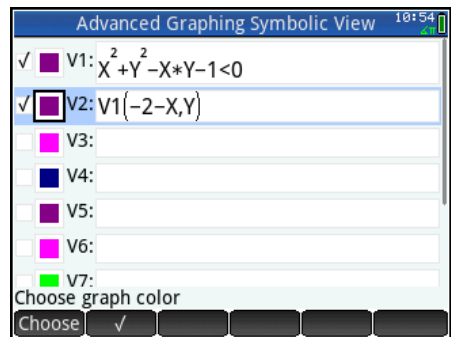 Advanced Graphing Symbolic View 10:54
∡π
√ V1: X²+Y²−X*Y−1<0
√ V2: V1(−2−X,Y)
V3:
V4:
V5:
V6:
V7:
Choose graph color
Choose √